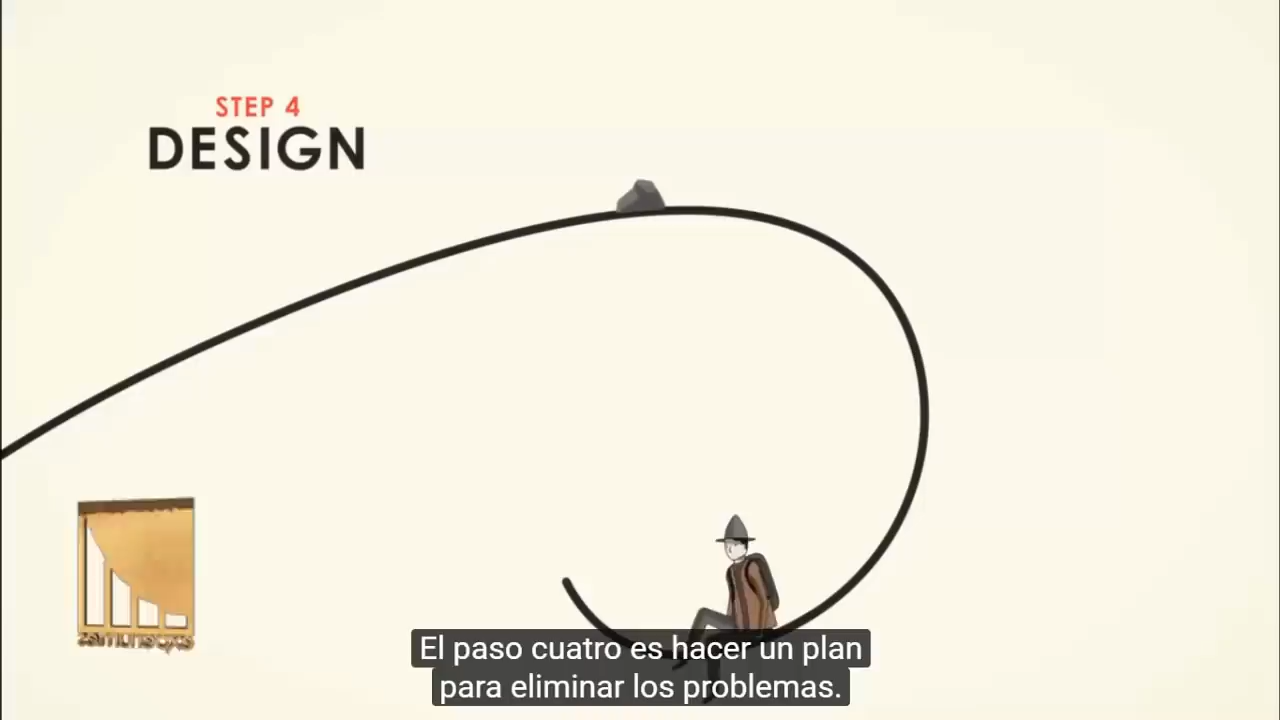 STEP 4
DESIGN
El paso cuatro es hacer un plan
para eliminar los problemas.